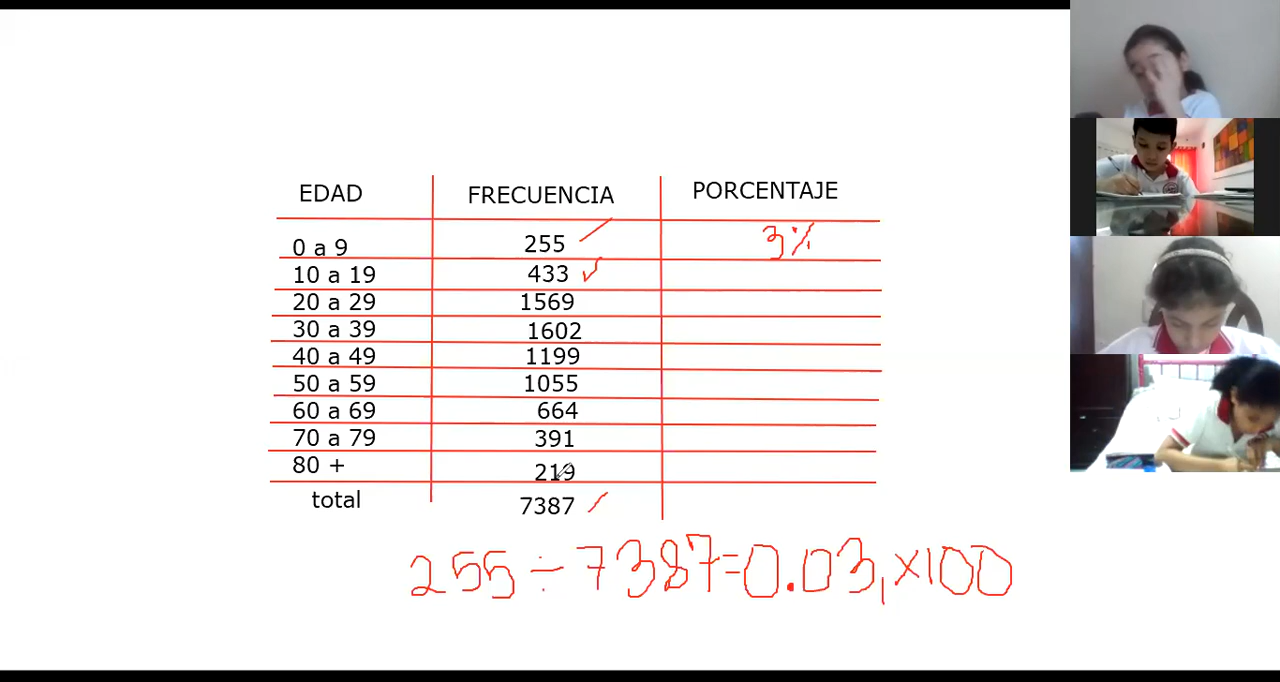 EDAD FRECUENCIA PORCENTAJE
0 a 9 255 3%
10 a 19 433
20 a 29 1569
30 a 39 1602
40 a 49 1199
50 a 59 1055
60 a 69 664
70 a 79 391
80 + 219
total 7387
255 ÷ 7387=0.03, ×100